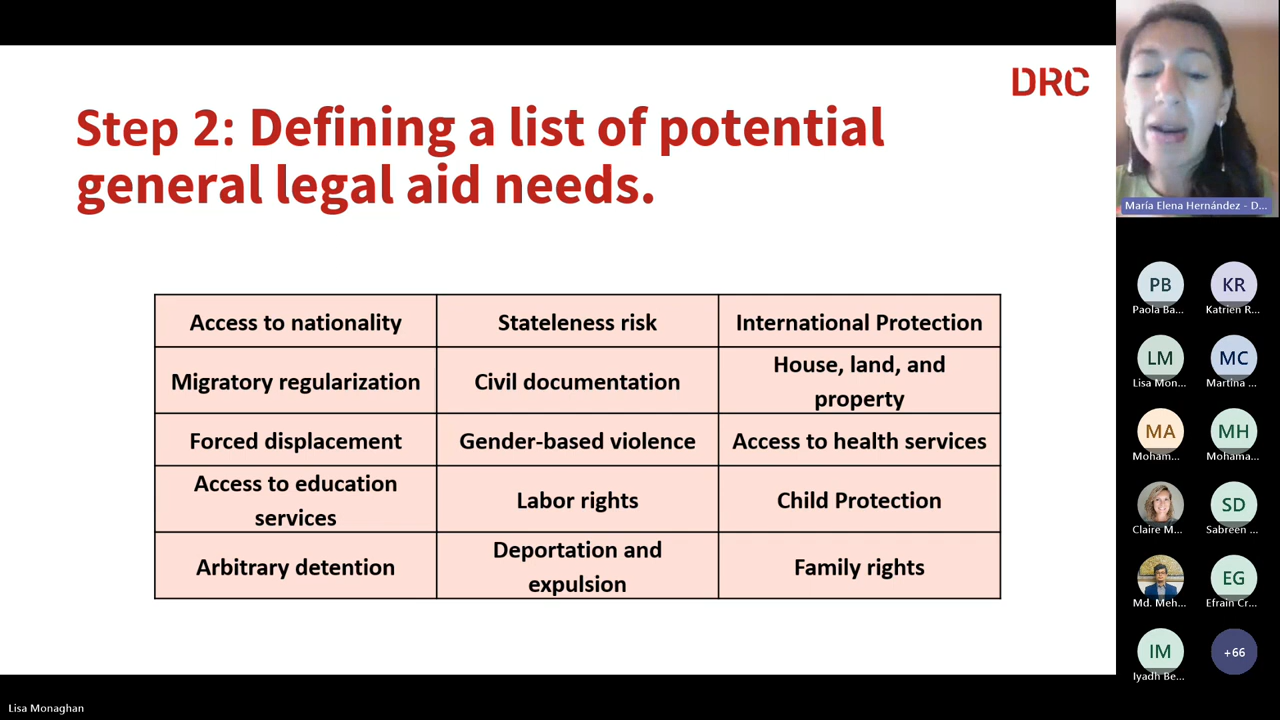 DRC
Step 2: Defining a list of potential
general legal aid needs.
Access to nationality
Stateleness risk
International Protection
Migratory regularization
Civil documentation
House, land, and
property
Forced displacement
Gender-based violence
Access to health services
Access to education
services
Labor rights
Child Protection
Arbitrary detention
Deportation and
expulsion
Family rights
María Elena Hernández - D...
PB
KR
Paola Ba...
Katrien R...
LM
MC
Lisa Mon...
Martina ...
MA
MH
Moham...
Mohama...
SD
Claire M...
Sabreen ...
EG
Md. Meh...
Efrain Cr...
IM
+66
Iyadh Be...
Lisa Monaghan